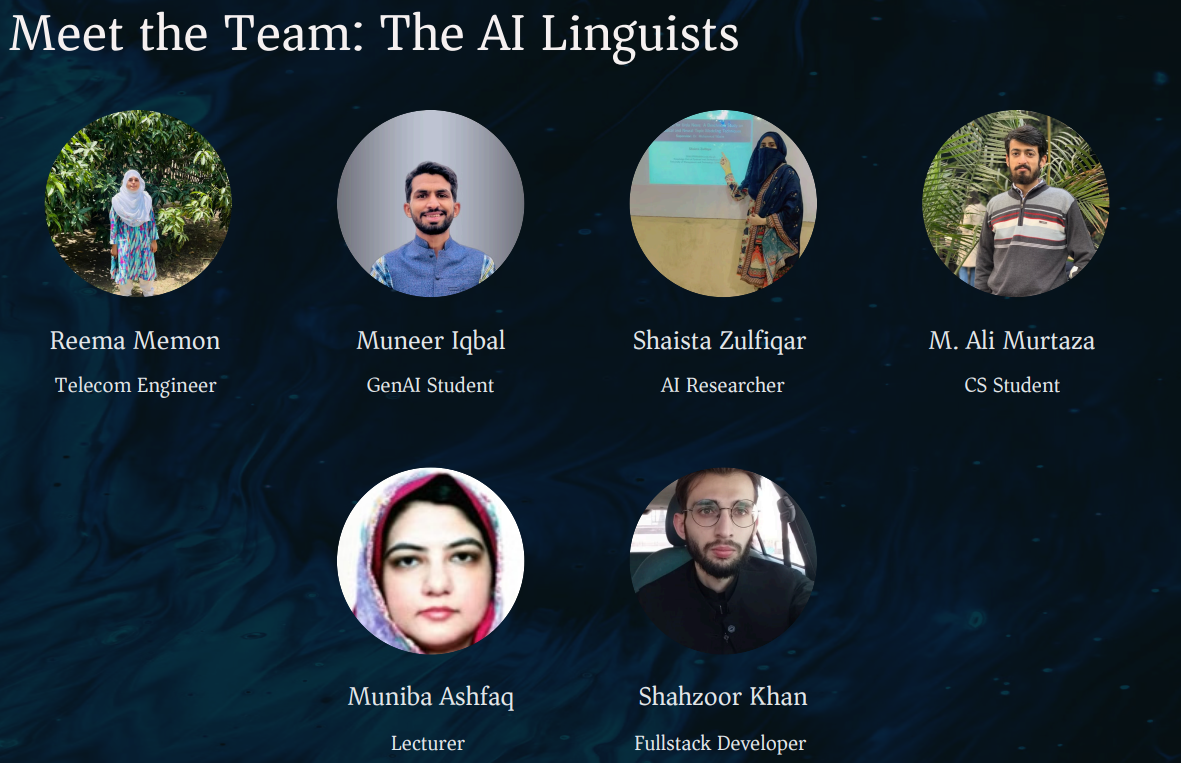 Meet the Team: The AI Linguists
Reema Memon
Telecom Engineer
Muneer Iqbal
GenAI Student
Shaista Zulfiqar
AI Researcher
M. Ali Murtaza
CS Student
Muniba Ashfaq
Lecturer
Shahzoor Khan
Fullstack Developer